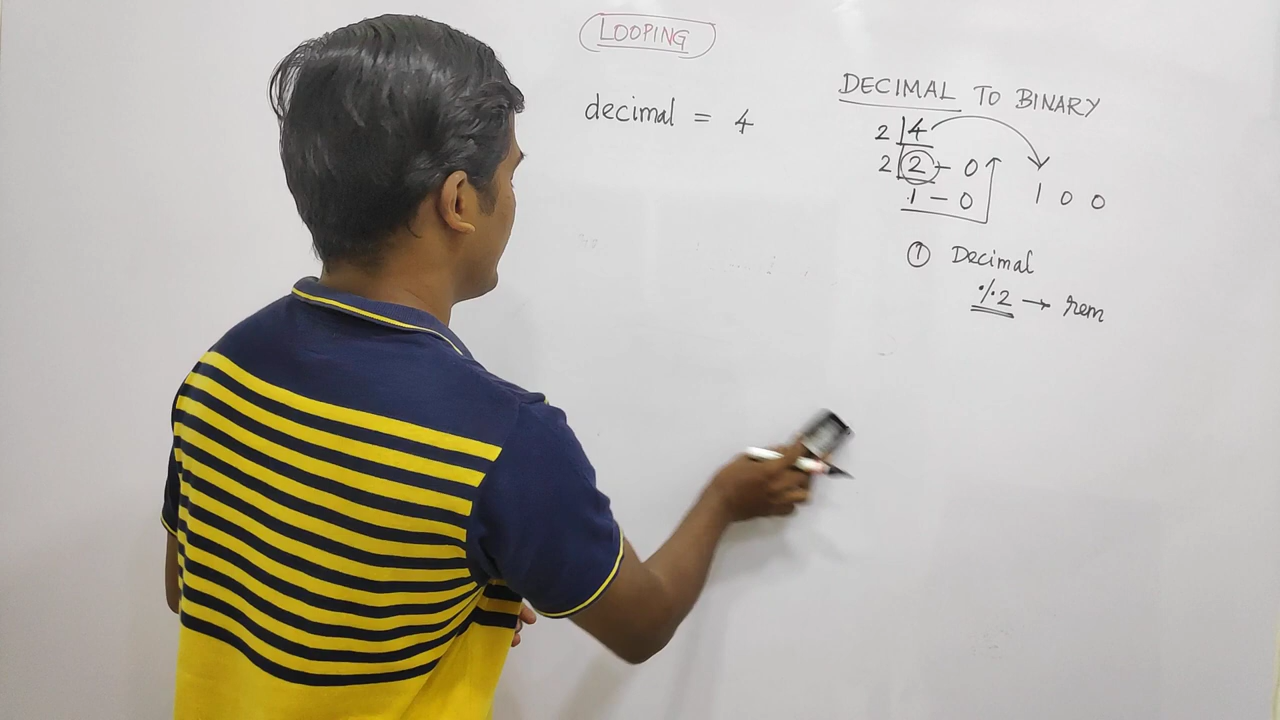 LOOPING
decimal = 4
DECIMAL TO BINARY
2 4
2 2 - 0
1 - 0
1 0 0
① Decimal
%2 → rem